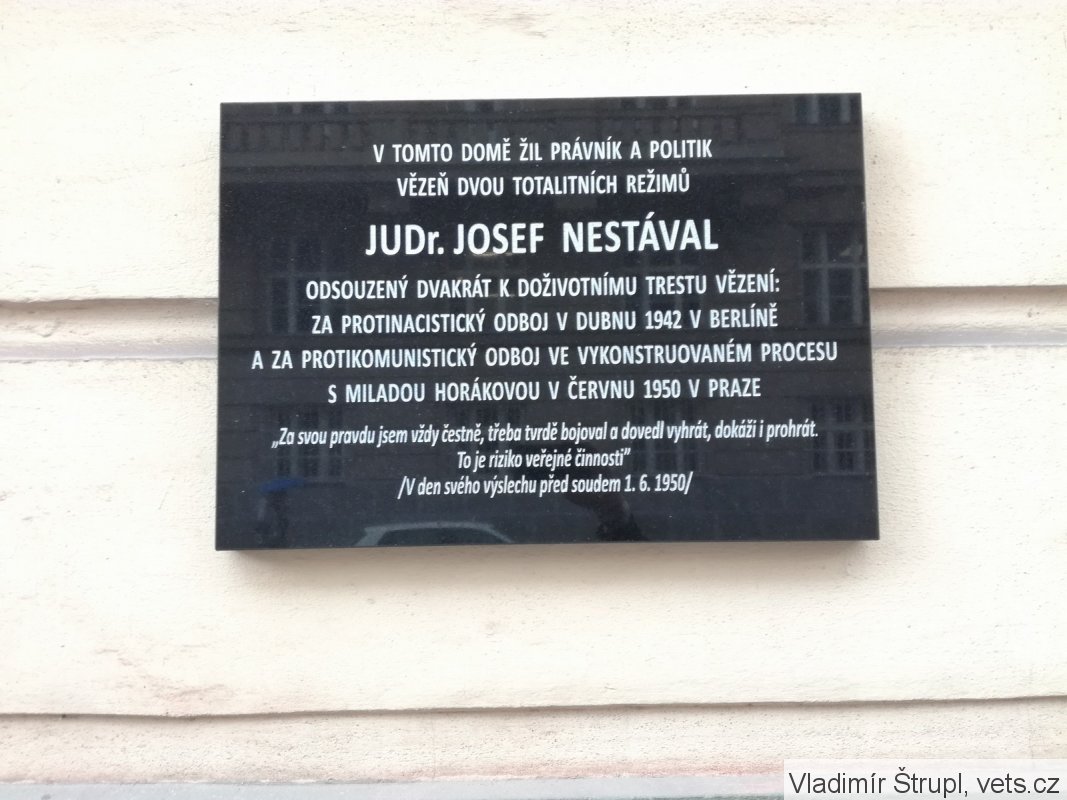 V TOMTO DOMĚ ŽIL PRÁVNÍK A POLITIK
VĚZEŇ DVOU TOTALITNÍCH REŽIMŮ
JUDr. JOSEF NESTÁVAL
ODSOUZENÝ DVAKRÁT K DOŽIVOTNÍMU TRESTU VĚZENÍ:
ZA PROTINACISTICKÝ ODBOJ V DUBNU 1942 V BERLÍNĚ
A ZA PROTIKOMUNISTICKÝ ODBOJ VE VYKONSTRUOVANÉM PROCESU
S MILADOU HORÁKOVOU V ČERVNU 1950 V PRAZE
„Za svou pravdu jsem vždy čestně, třeba tvrdě bojoval a dovedl vyhrát, dokáži i prohrát.
To je riziko veřejné činnosti”
/V den svého výslechu před soudem 1. 6. 1950/
Vladimír Štrupl, vets.cz